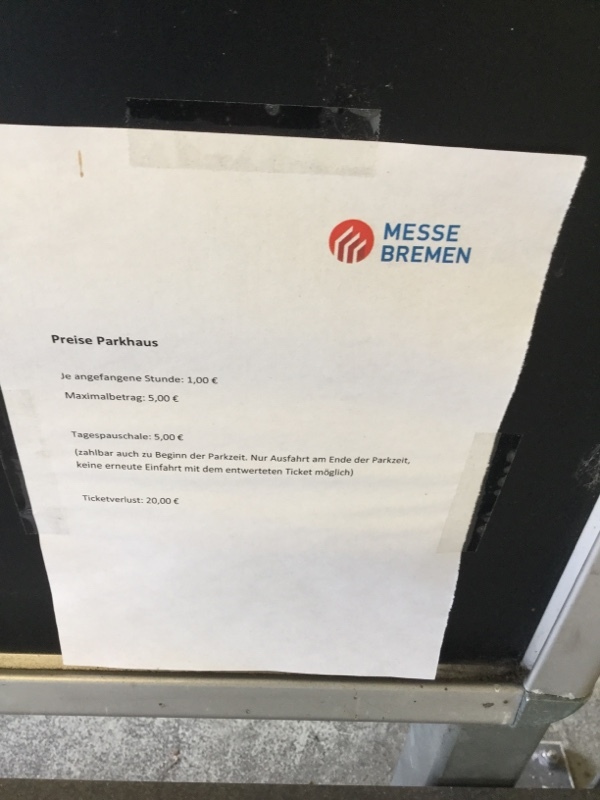 MESSE
BREMEN
Preise Parkhaus
Je angefangene Stunde: 1,00 €
Maximalbetrag: 5,00 €
Tagespauschale: 5,00 €
(zahlbar auch zu Beginn der Parkzeit. Nur Ausfahrt am Ende der Parkzeit,
keine erneute Einfahrt mit dem entwerteten Ticket möglich)
Ticketverlust: 20,00 €